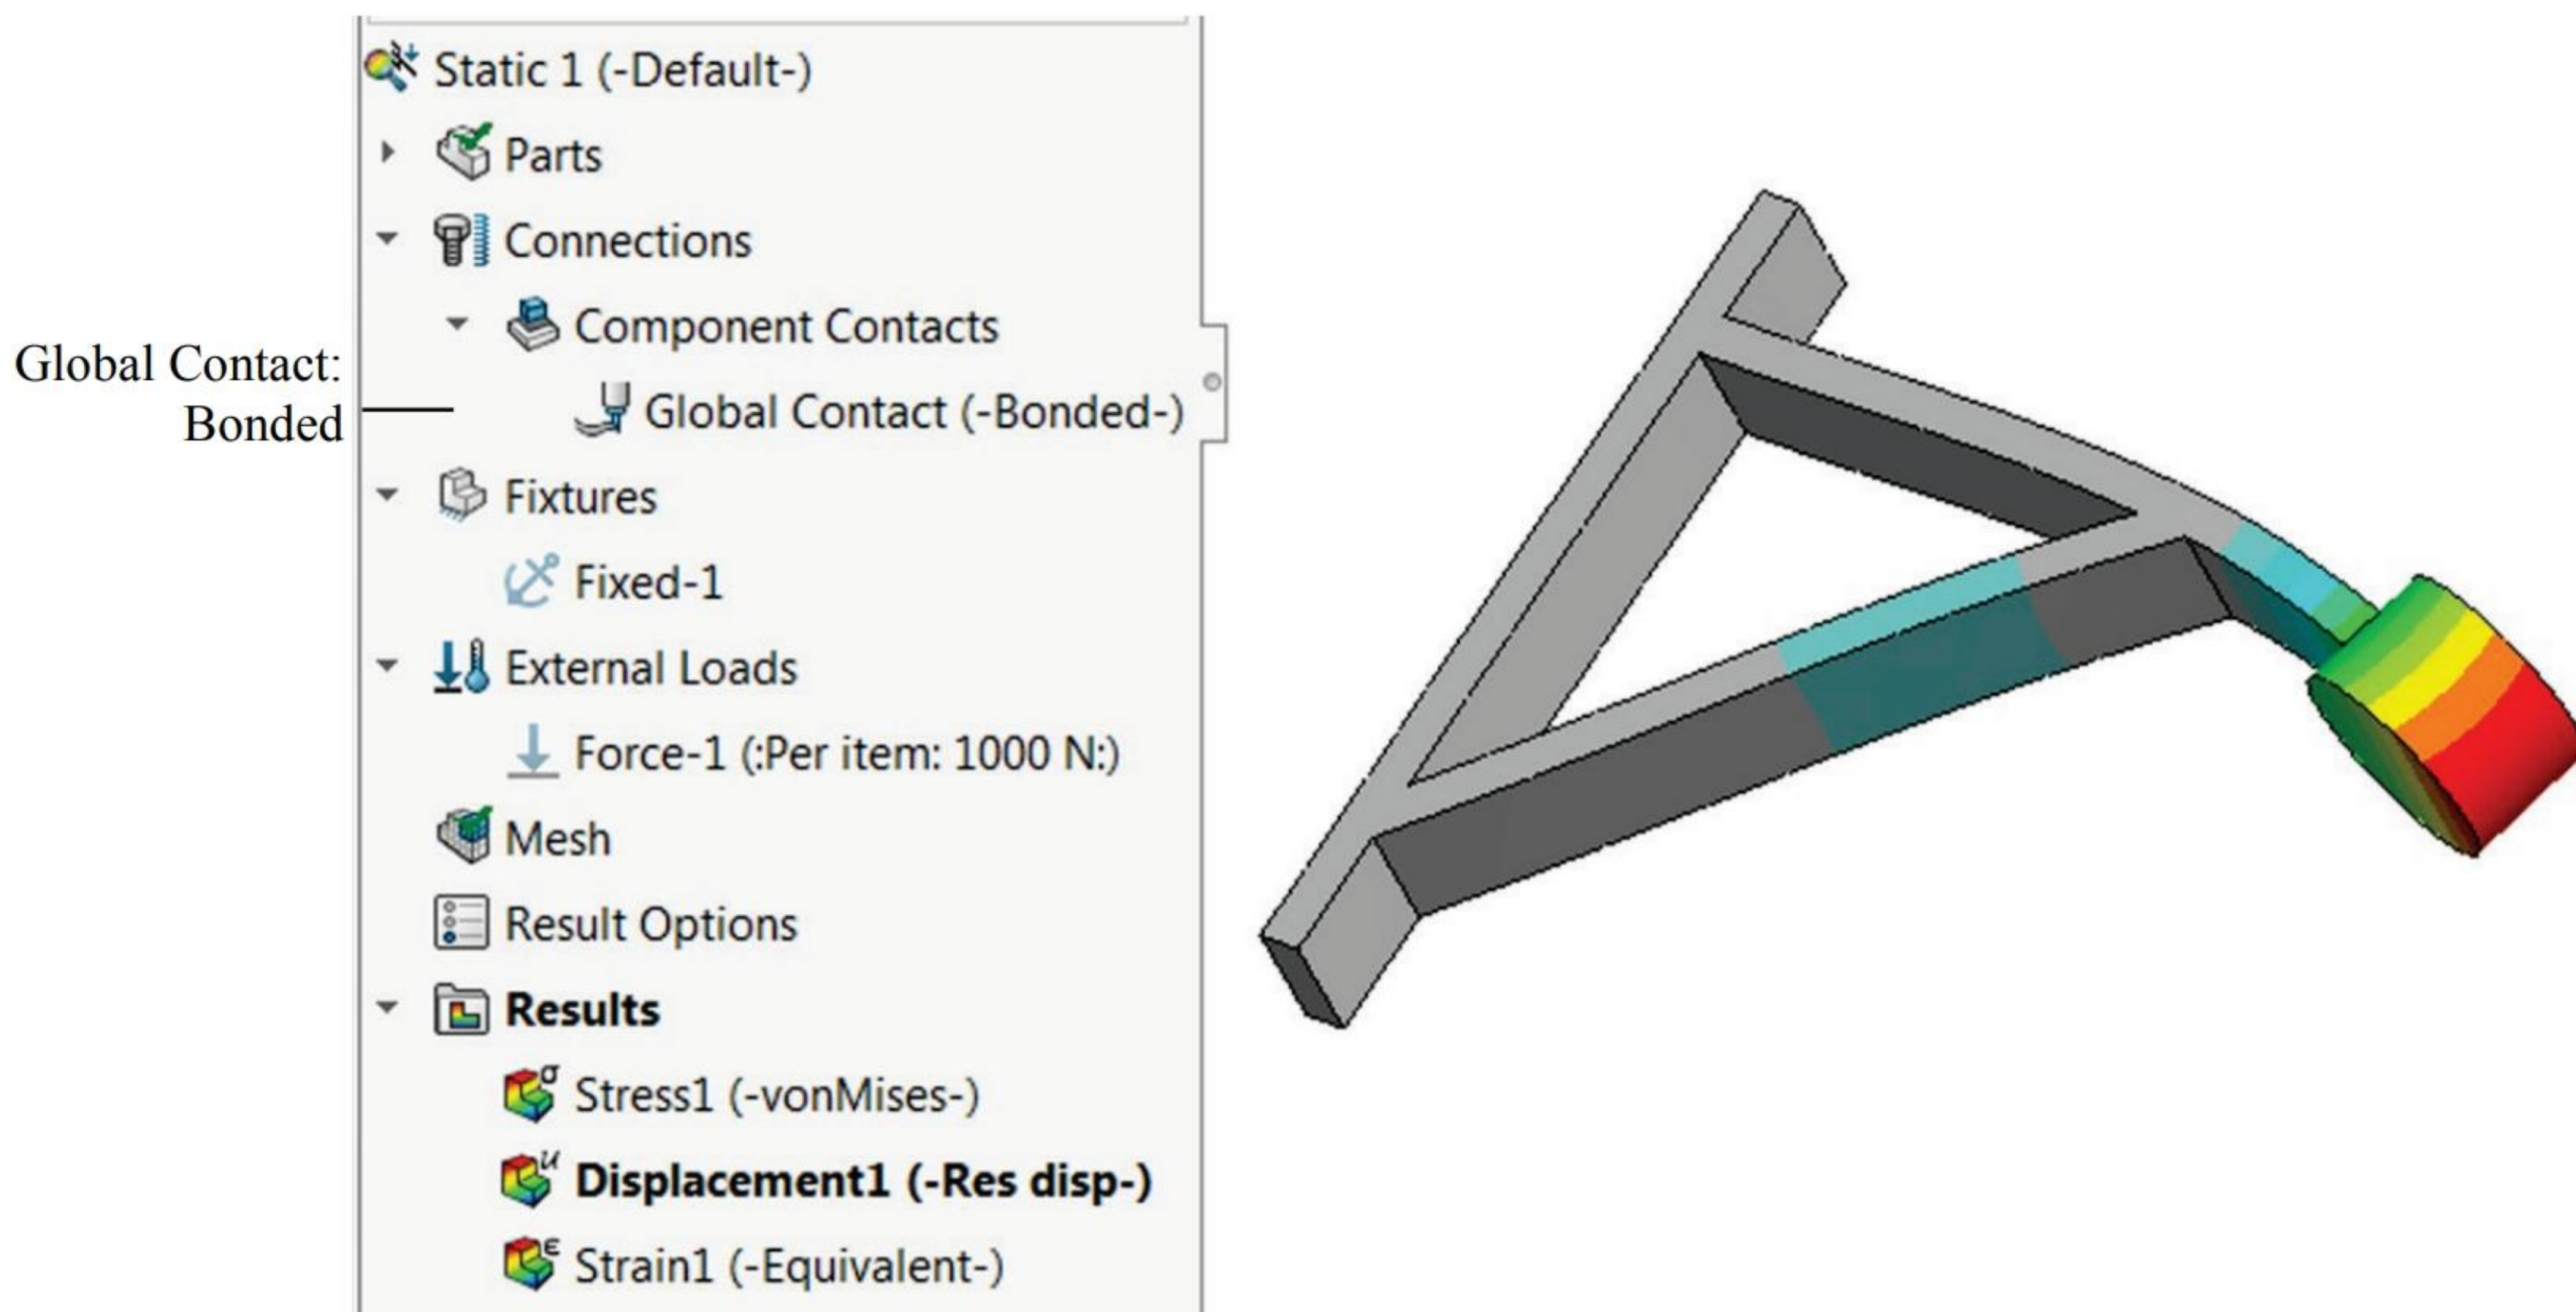 Static 1 (-Default-)
Parts
Connections
Component Contacts
Global Contact:
Bonded
Global Contact (-Bonded-)
Fixtures
Fixed-1
External Loads
Force-1 (:Per item: 1000 N:)
Mesh
Result Options
Results
σ
Stress1 (-vonMises-)
u
Displacement1 (-Res disp-)
ε
Strain1 (-Equivalent-)